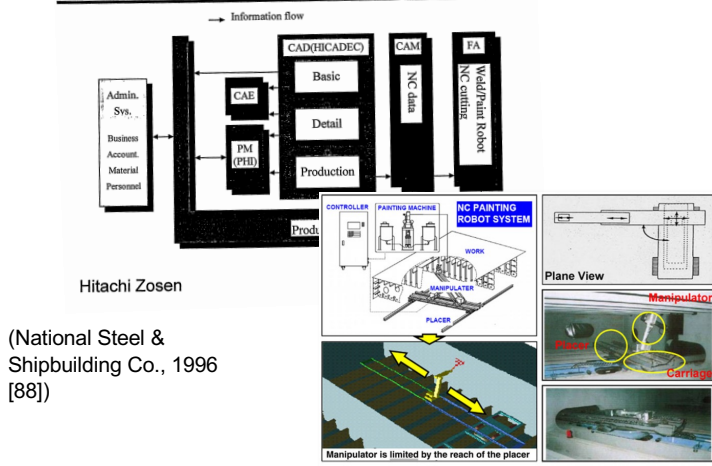 Information flow
CAD(HICADEC)
CAM
FA
Basic
CAE
Detail
PM
(PHI)
Production
NC data
Weld/Paint Robot
NC cutting
Admin.
Sys.
Business
Account.
Material
Personnel
Hitachi Zosen
(National Steel &
Shipbuilding Co., 1996
[88])
CONTROLLER
PAINTING MACHINE
NC PAINTING
ROBOT SYSTEM
WORK
MANIPULATER
PLACER
Plane View
Manipulator
Placer
Carriage
Manipulator is limited by the reach of the placer